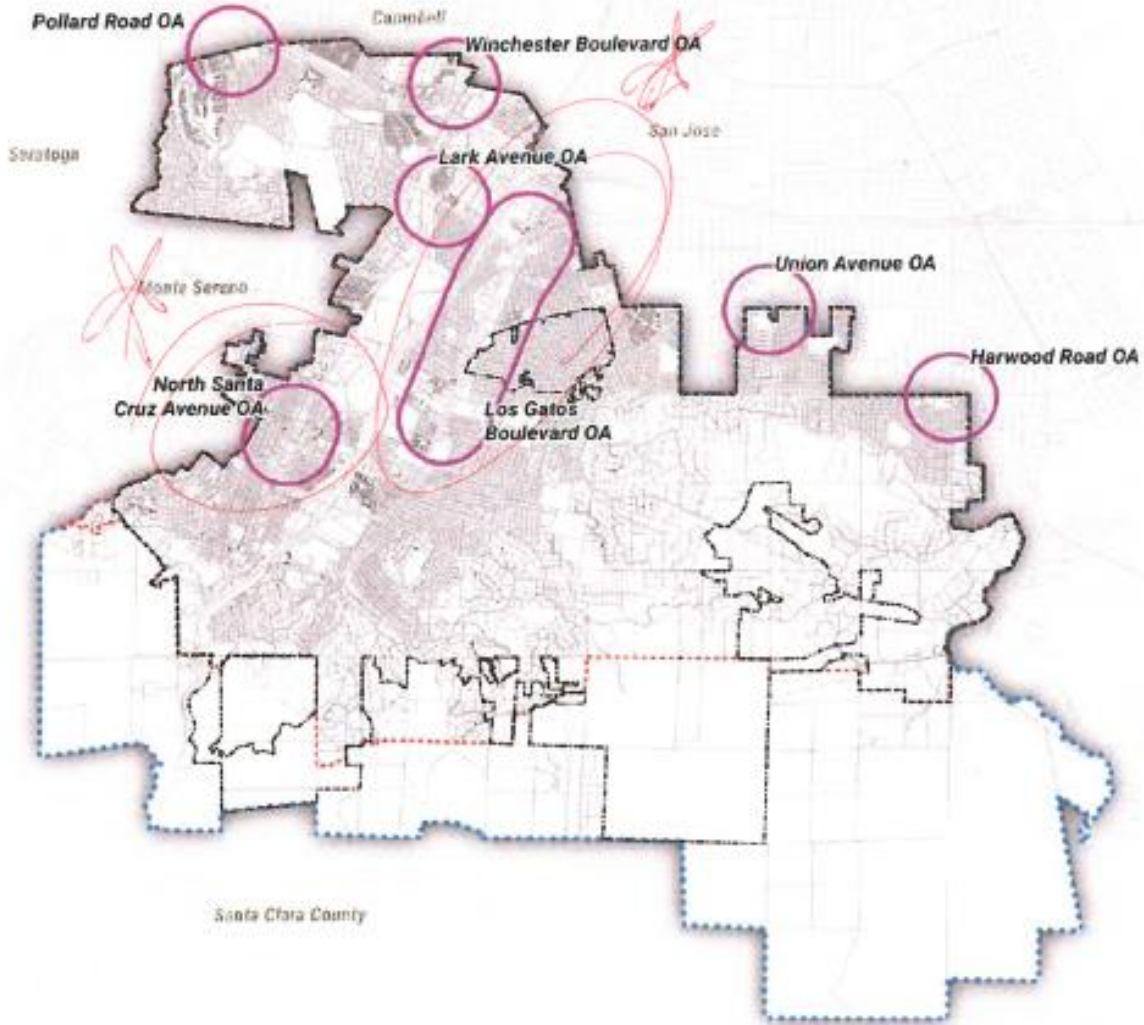 Pollard Road OA
Campbell
Winchester Boulevard OA
San Jose
Saratoga
Lark Avenue OA
Union Avenue OA
Monte Sereno
Harwood Road OA
North Santa
Cruz Avenue OA
Los Gatos
Boulevard OA
Santa Clara County